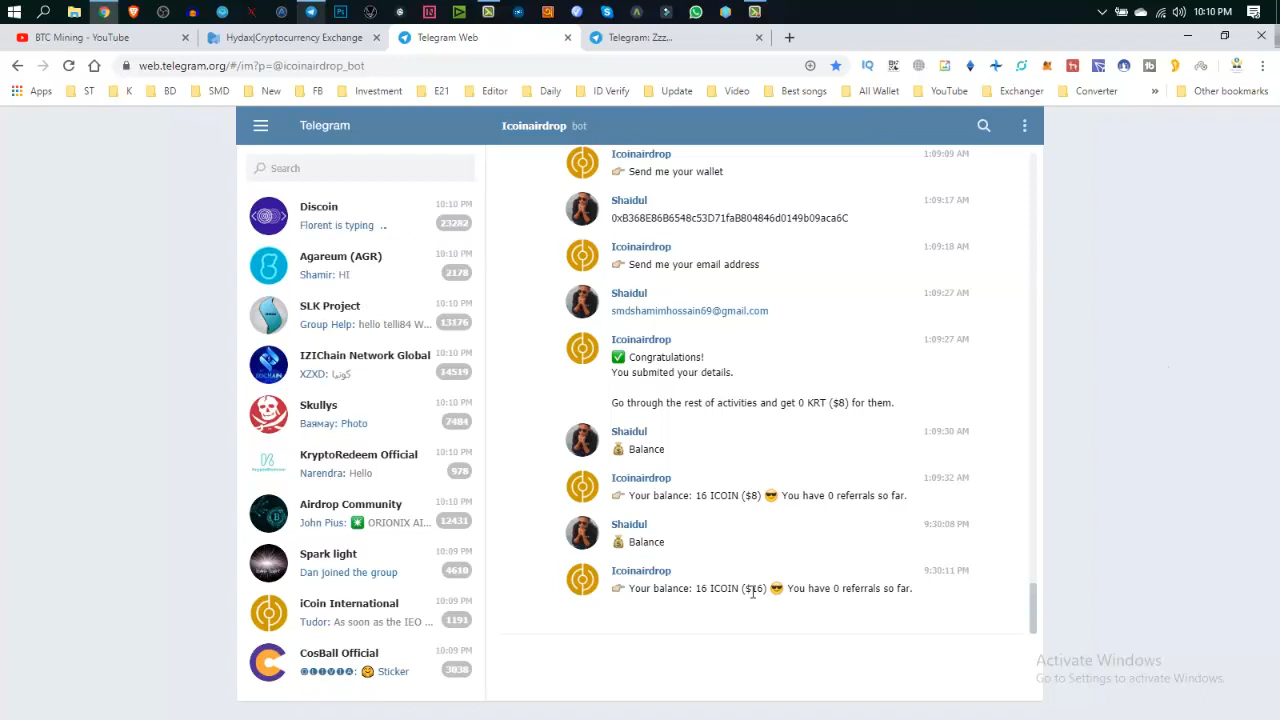 10:10 PM
BTC Mining - YouTube
Hydax|Cryptocurrency Exchange
Telegram Web
Telegram: Zzz...
web.telegram.org/#/im?p=@icoinairdrop_bot
Apps
ST
K
BD
SMD
New
FB
Investment
E21
Editor
Daily
ID Verify
Update
Video
Best songs
All Wallet
YouTube
Exchanger
Converter
»
Other bookmarks
Telegram
Icoinairdrop bot
Search
Discoin 10:10 PM
Florent is typing .. 23282
Agareum (AGR) 10:10 PM
Shamir: HI 2178
SLK Project 10:10 PM
Group Help: hello telli84 W... 13176
IZIChain Network Global 10:10 PM
XZXD: كونيا 14519
Skullys 10:10 PM
Ваямау: Photo 7484
KryptoRedeem Official 10:10 PM
Narendra: Hello 978
Airdrop Community 10:10 PM
John Pius: ✳️ ORIONIX AI... 12431
Spark light 10:09 PM
Dan joined the group 4610
iCoin International 10:09 PM
Tudor: As soon as the IEO ... 1191
CosBall Official 10:09 PM
🅞🅛🅘🅥🅘🅐: 🤗 Sticker 3838
Icoinairdrop 1:09:09 AM
👉 Send me your wallet
Shaidul 1:09:17 AM
0xB368E86B6548c53D71faB804846d0149b09aca6C
Icoinairdrop 1:09:18 AM
👉 Send me your email address
Shaidul 1:09:27 AM
smdshamimhossain69@gmail.com
Icoinairdrop 1:09:27 AM
✅ Congratulations!
You submited your details.
Go through the rest of activities and get 0 KRT ($8) for them.
Shaidul 1:09:30 AM
💰 Balance
Icoinairdrop 1:09:32 AM
👉 Your balance: 16 ICOIN ($8) 😎 You have 0 referrals so far.
Shaidul 9:30:08 PM
💰 Balance
Icoinairdrop 9:30:11 PM
👉 Your balance: 16 ICOIN ($16) 😎 You have 0 referrals so far.
Activate Windows
Go to Settings to activate Windows.